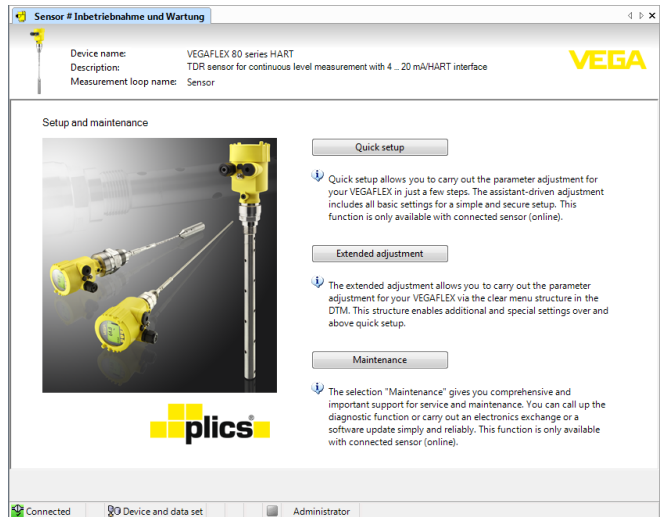 Sensor # Inbetriebnahme und Wartung
Device name: VEGAFLEX 80 series HART
Description: TDR sensor for continuous level measurement with 4 .. 20 mA/HART interface
Measurement loop name: Sensor
VEGA
Setup and maintenance
Quick setup
Quick setup allows you to carry out the parameter adjustment for
your VEGAFLEX in just a few steps. The assistant-driven adjustment
includes all basic settings for a simple and secure setup. This
function is only available with connected sensor (online).
Extended adjustment
The extended adjustment allows you to carry out the parameter
adjustment for your VEGAFLEX via the clear menu structure in the
DTM. This structure enables additional and special settings over and
above quick setup.
Maintenance
The selection "Maintenance" gives you comprehensive and
important support for service and maintenance. You can call up the
diagnostic function or carry out an electronics exchange or a
software update simply and reliably. This function is only available
with connected sensor (online).
plics®
Connected Device and data set Administrator